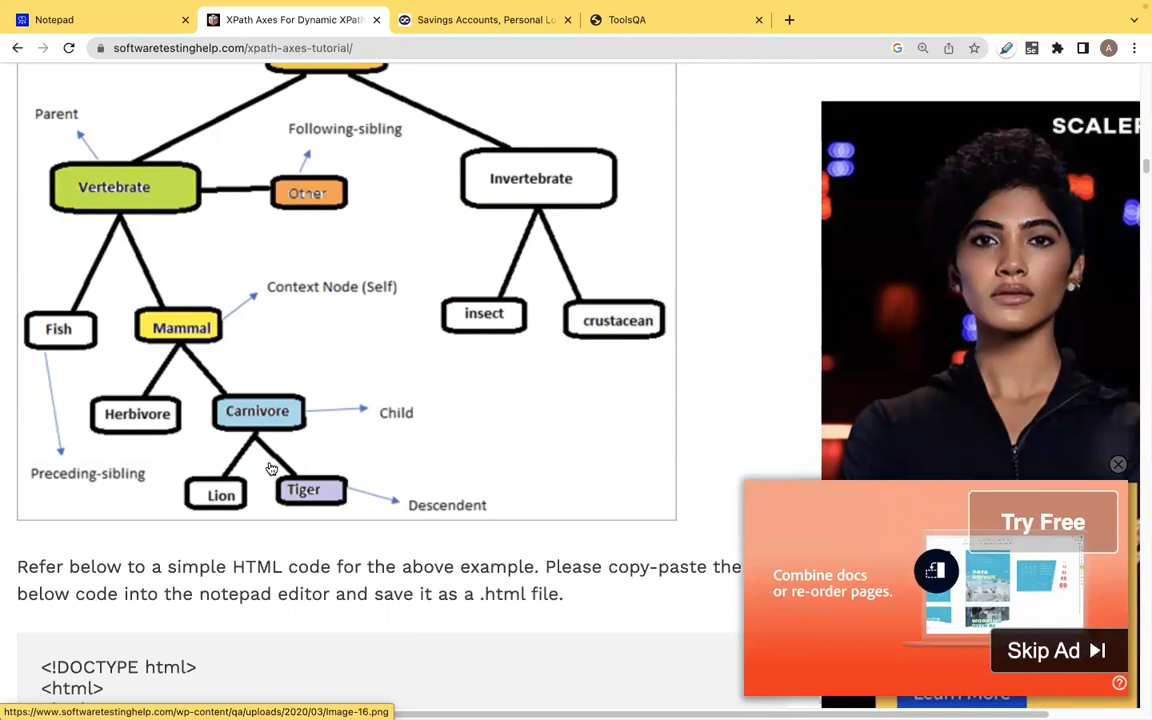 Notepad
XPath Axes For Dynamic XPath
Savings Accounts, Personal Lo
ToolsQA
softwaretestinghelp.com/xpath-axes-tutorial/
A
Parent
Following-sibling
SCALER
Vertebrate
Other
Invertebrate
Context Node (Self)
Fish
Mammal
insect
crustacean
Herbivore
Carnivore
Child
Preceding-sibling
Lion
Tiger
Descendent
Try Free
Combine docs
or re-order pages.
Refer below to a simple HTML code for the above example. Please copy-paste the
below code into the notepad editor and save it as a .html file.
Skip Ad
<!DOCTYPE html>
<html>
Learn More
https://www.softwaretestinghelp.com/wp-content/qa/uploads/2020/03/Image-16.png